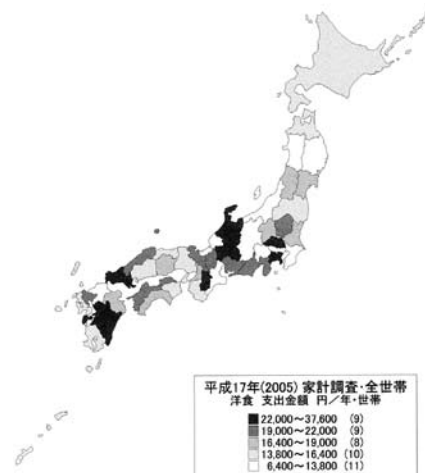 平成17年(2005) 家計調査・全世帯
洋食 支出金額 円／年・世帯
22,000～37,600 (9)
19,000～22,000 (9)
16,400～19,000 (8)
13,800～16,400 (10)
6,400～13,800 (11)